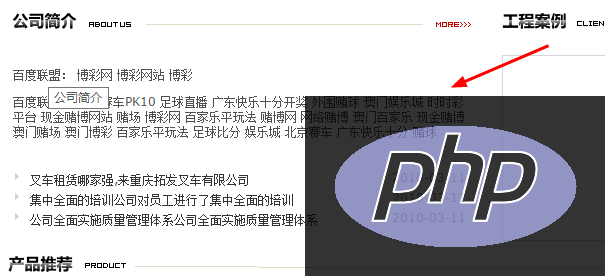 公司简介 ABOUT US MORE>>> 工程案例
百度联盟： 博彩网 博彩网站 博彩
公司简介
赛车PK10 足球直播 广东快乐十分开奖 外围赌球 澳门娱乐城 时时彩
平台 现金赌博网站 赌场 博彩网 百家乐平玩法 赌博网 网络赌博 澳门百家乐 现金赌博
澳门赌场 澳门博彩 百家乐平玩法 足球比分 娱乐城 北京赛车 广东快乐十分 赌球
叉车租赁哪家强,来重庆拓发叉车有限公司
集中全面的培训公司对员工进行了集中全面的培训
公司全面实施质量管理体系公司全面实施质量管理体系 2010-03-11
php
产品推荐 PRODUCT